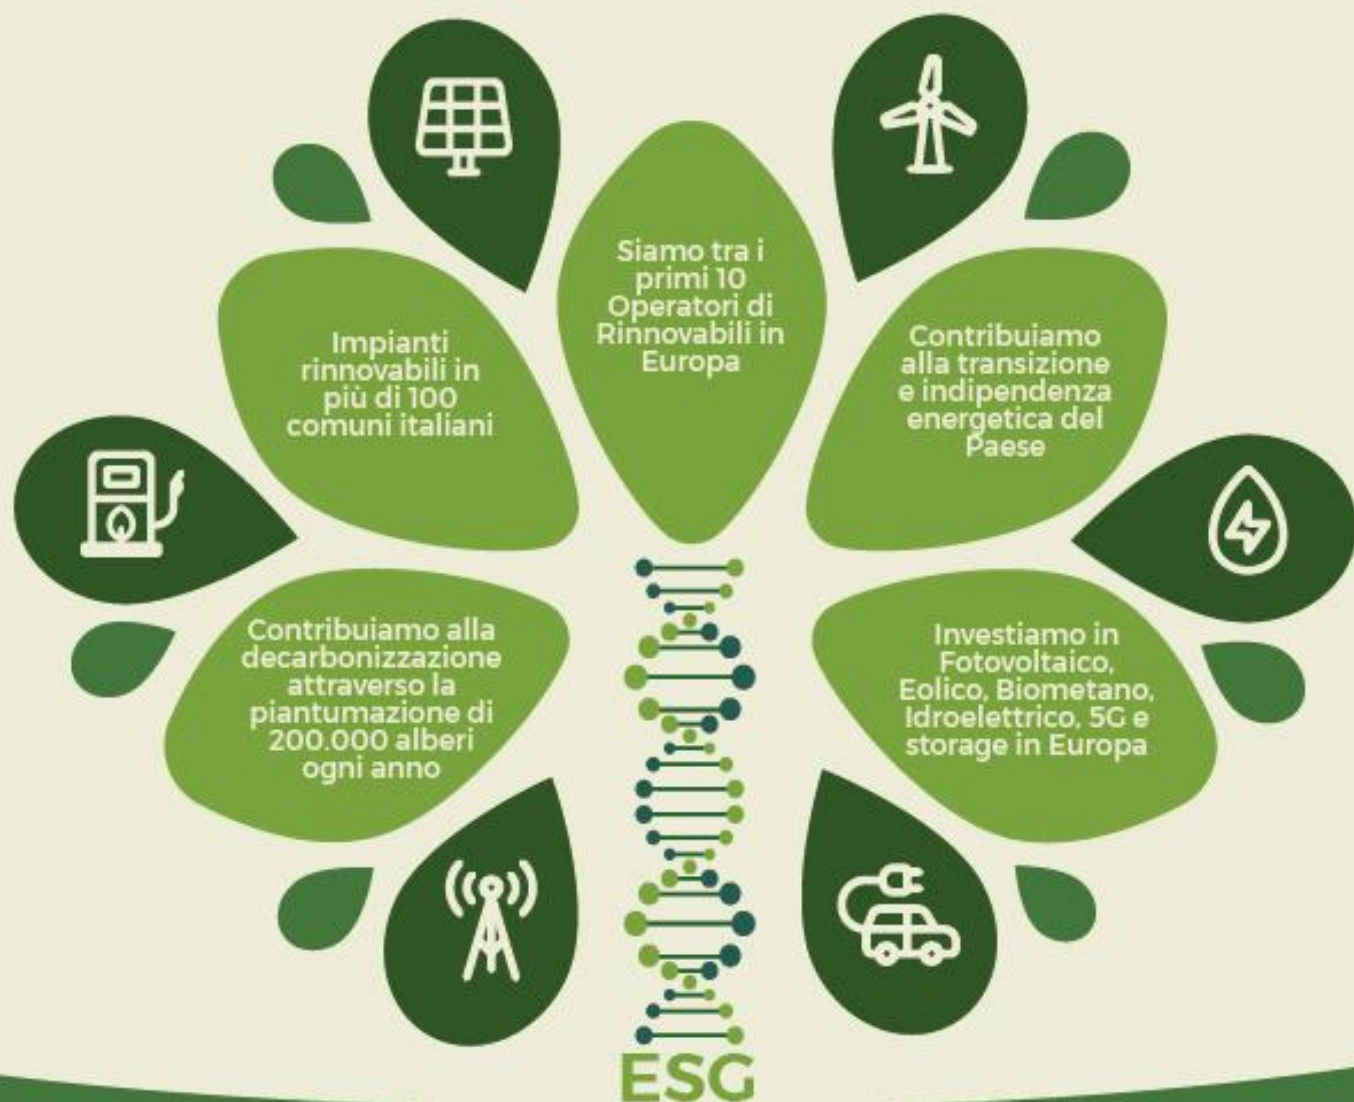 Siamo tra i
primi 10
Operatori di
Rinnovabili in
Europa
Impianti
rinnovabili in
più di 100
comuni italiani
Contribuiamo
alla transizione
e indipendenza
energetica del
Paese
Contribuiamo alla
decarbonizzazione
attraverso la
piantumazione di
200.000 alberi
ogni anno
Investiamo in
Fotovoltaico,
Eolico, Biometano,
Idroelettrico, 5G e
storage in Europa
ESG